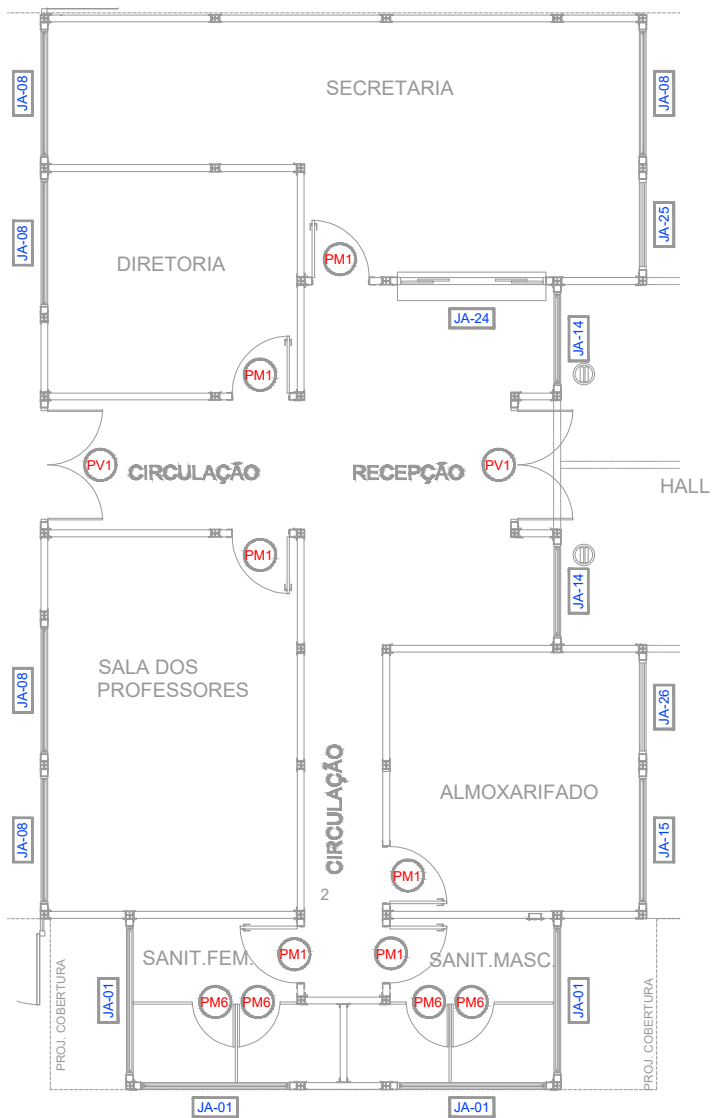 JA-08
SECRETARIA
JA-08
JA-08
DIRETORIA
PM1
JA-25
JA-24
JA-14
PM1
PV1
CIRCULAÇÃO
RECEPÇÃO
PV1
HALL
PM1
JA-14
SALA DOS
PROFESSORES
JA-08
JA-26
CIRCULAÇÃO
ALMOXARIFADO
JA-08
JA-15
PM1
2
SANIT.FEM.
PM1
PM1
SANIT.MASC.
PROJ. COBERTURA
JA-01
PM6
PM6
PM6
PM6
JA-01
PROJ. COBERTURA
JA-01
JA-01